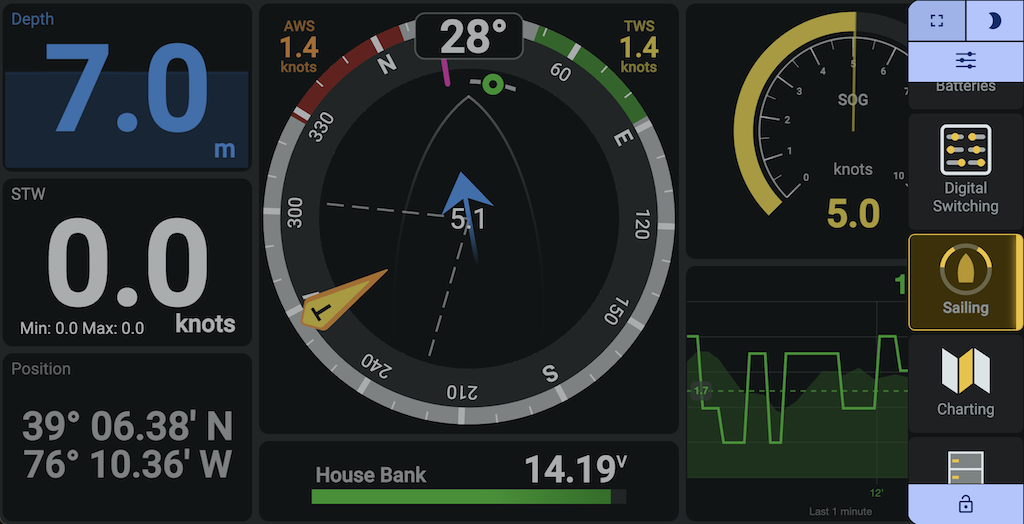 Depth
7.0
m
STW
0.0
Min: 0.0 Max: 0.0 knots
Position
39° 06.38' N
76° 10.36' W
AWS
1.4
knots
28°
TWS
1.4
knots
N
60
E
120
150
S
210
240
300
330
T
5.1
House Bank 14.19 V
SOG
0
1
2
3
4
5
6
10
knots
5.0
1
1.7
12'
Last 1 minute
Batteries
Digital
Switching
Sailing
Charting